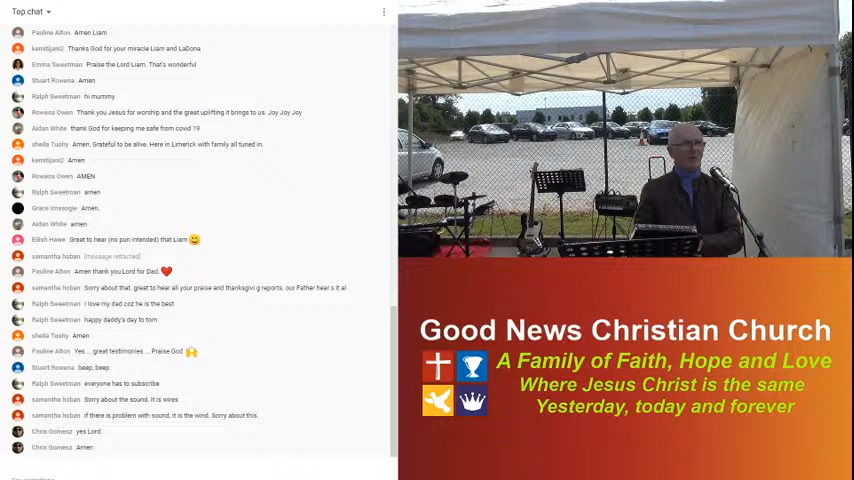 Top chat
Pauline Alton Amen Liam
kemibijani2 Thanks God for your miracle Liam and LaDona
Emma Sweetman Praise the Lord Liam. That's wonderful
Stuart Rowena Amen
Ralph Sweetman hi mummy
Rowena Owen Thank you Jesus for worship and the great uplifting it brings to us. Joy Joy Joy
Aidan White thank God for keeping me safe from covid 19
sheila Tushy Amen. Grateful to be alive. Here in Limerick with family all tuned in.
kemibijani2 Amen
Rowena Owen AMEN
Ralph Sweetman amen
Grace Imasogie Amen.
Aidan White amen
Eilish Hawe Great to hear (no pun intended) that Liam
samantha hoban [message retracted]
Pauline Alton Amen thank you Lord for Dad.
samantha hoban Sorry about that. great to hear all your praise and thanksgivi g reports. our Father hear s it al
Ralph Sweetman I love my dad coz he is the best
Ralph Sweetman happy daddy's day to tom
sheila Tushy Amen
Pauline Alton Yes.... great testimonies ... Praise God
Stuart Rowena beep, beep
Ralph Sweetman everyone has to subscribe
samantha hoban Sorry about the sound. It is wires
samantha hoban if there is problem with sound, it is the wind. Sorry about this.
Chris Gomesz yes Lord.
Chris Gomesz Amen
Good News Christian Church
A Family of Faith, Hope and Love
Where Jesus Christ is the same
Yesterday, today and forever